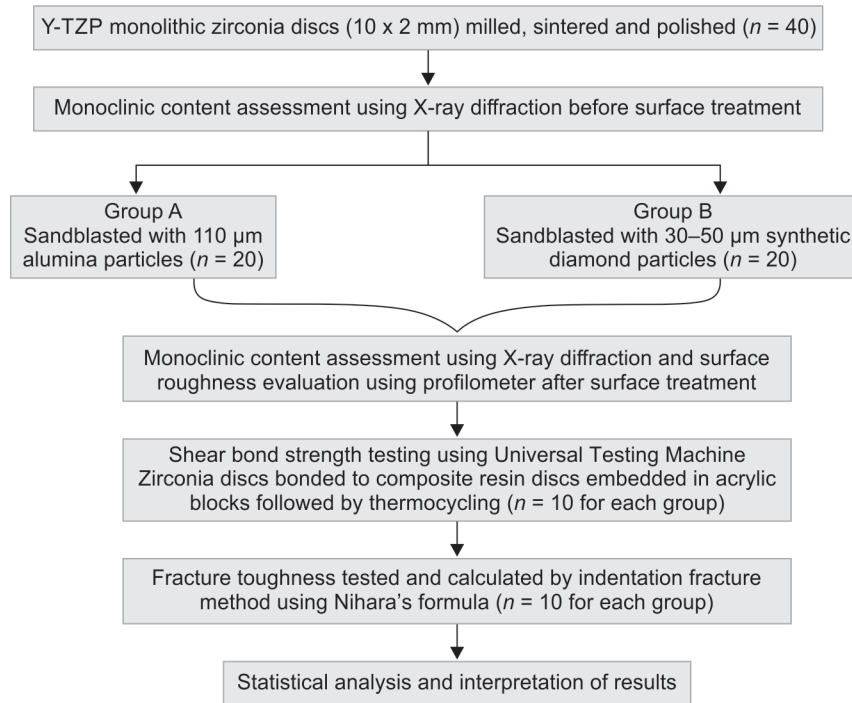 Y-TZP monolithic zirconia discs (10 x 2 mm) milled, sintered and polished (n = 40)
Monoclinic content assessment using X-ray diffraction before surface treatment
Group A
Sandblasted with 110 µm
alumina particles (n = 20)
Group B
Sandblasted with 30–50 µm synthetic
diamond particles (n = 20)
Monoclinic content assessment using X-ray diffraction and surface
roughness evaluation using profilometer after surface treatment
Shear bond strength testing using Universal Testing Machine
Zirconia discs bonded to composite resin discs embedded in acrylic
blocks followed by thermocycling (n = 10 for each group)
Fracture toughness tested and calculated by indentation fracture
method using Nihara's formula (n = 10 for each group)
Statistical analysis and interpretation of results